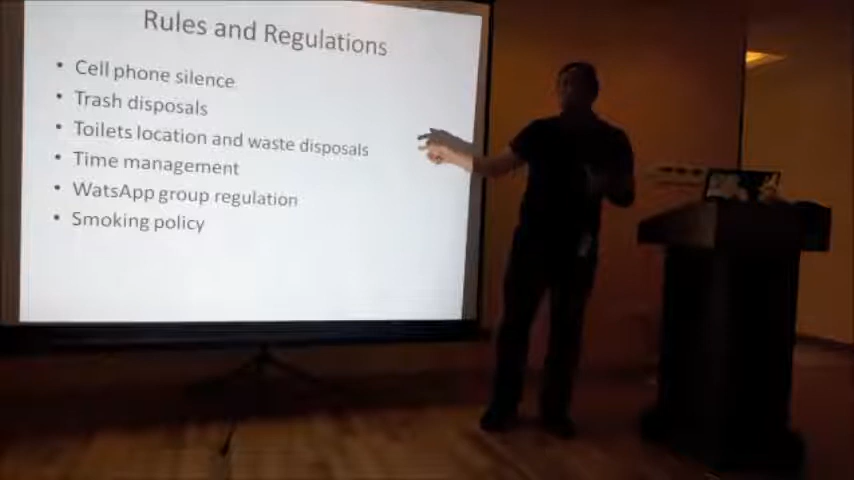 Rules and Regulations
• Cell phone silence
• Trash disposals
• Toilets location and waste disposals
• Time management
• WatsApp group regulation
• Smoking policy